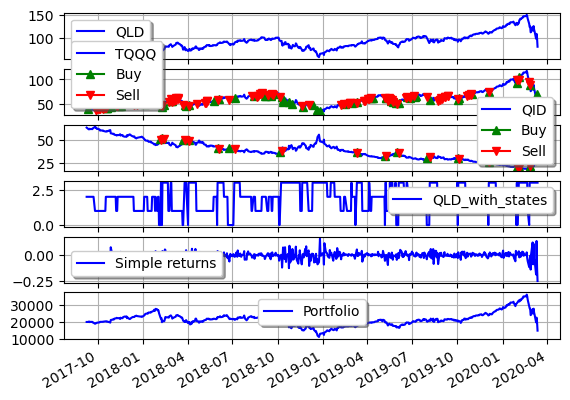 150
100
QLD
TQQQ
Buy
Sell
100
50
QID
Buy
Sell
50
25
2.5
0.0
QLD_with_states
0.00
-0.25
Simple returns
30000
20000
10000
Portfolio
2017-10
2018-01
2018-04
2018-07
2018-10
2019-01
2019-04
2019-07
2019-10
2020-01
2020-04